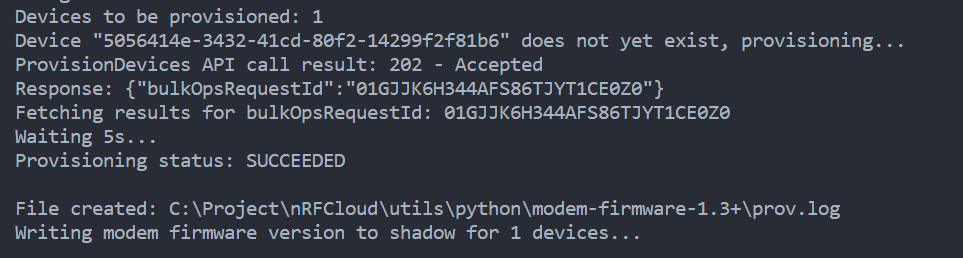 Devices to be provisioned: 1
Device "5056414e-3432-41cd-80f2-14299f2f81b6" does not yet exist, provisioning...
ProvisionDevices API call result: 202 - Accepted
Response: {"bulkOpsRequestId":"01GJJK6H344AFS86TJYT1CE0Z0"}
Fetching results for bulkOpsRequestId: 01GJJK6H344AFS86TJYT1CE0Z0
Waiting 5s...
Provisioning status: SUCCEEDED
File created: C:\Project\nRFCloud\utils\python\modem-firmware-1.3+\prov.log
Writing modem firmware version to shadow for 1 devices...